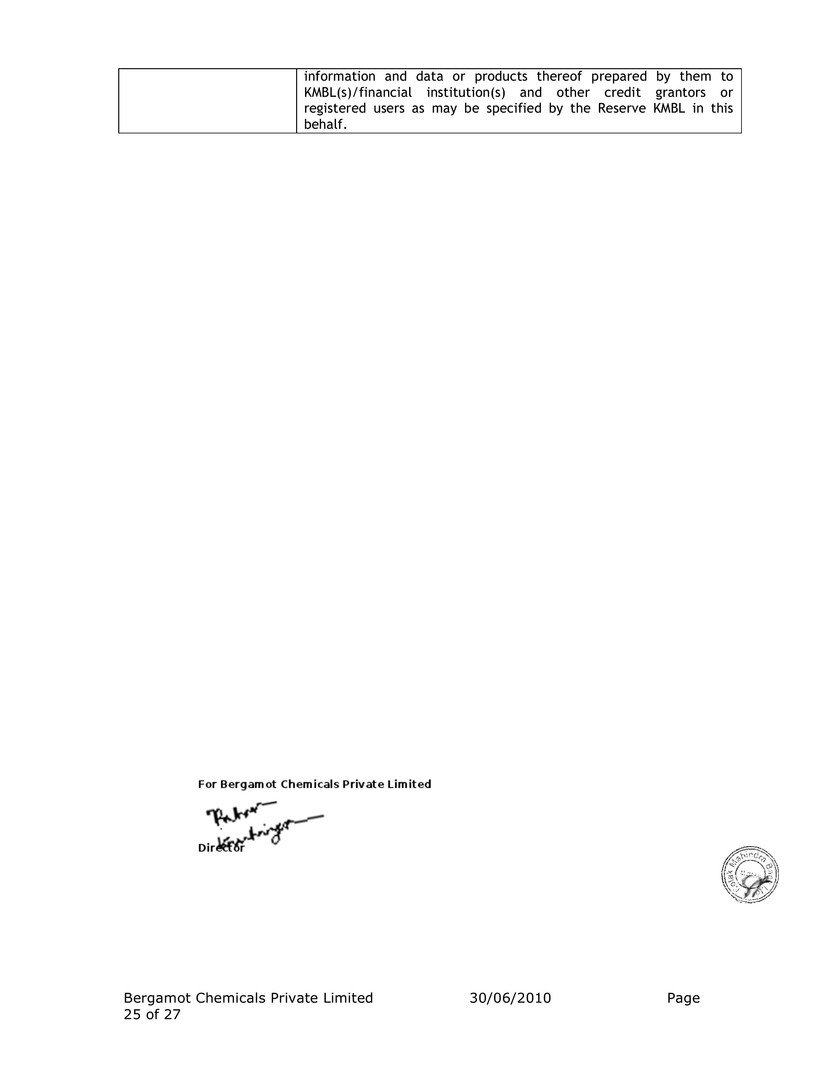 information and data or products thereof prepared by them to
KMBL(s)/financial institution(s) and other credit grantors or
registered users as may be specified by the Reserve KMBL in this
behalf.
For Bergamot Chemicals Private Limited
Director
Kotak Mahindra Bank
Bergamot Chemicals Private Limited 30/06/2010 Page
25 of 27